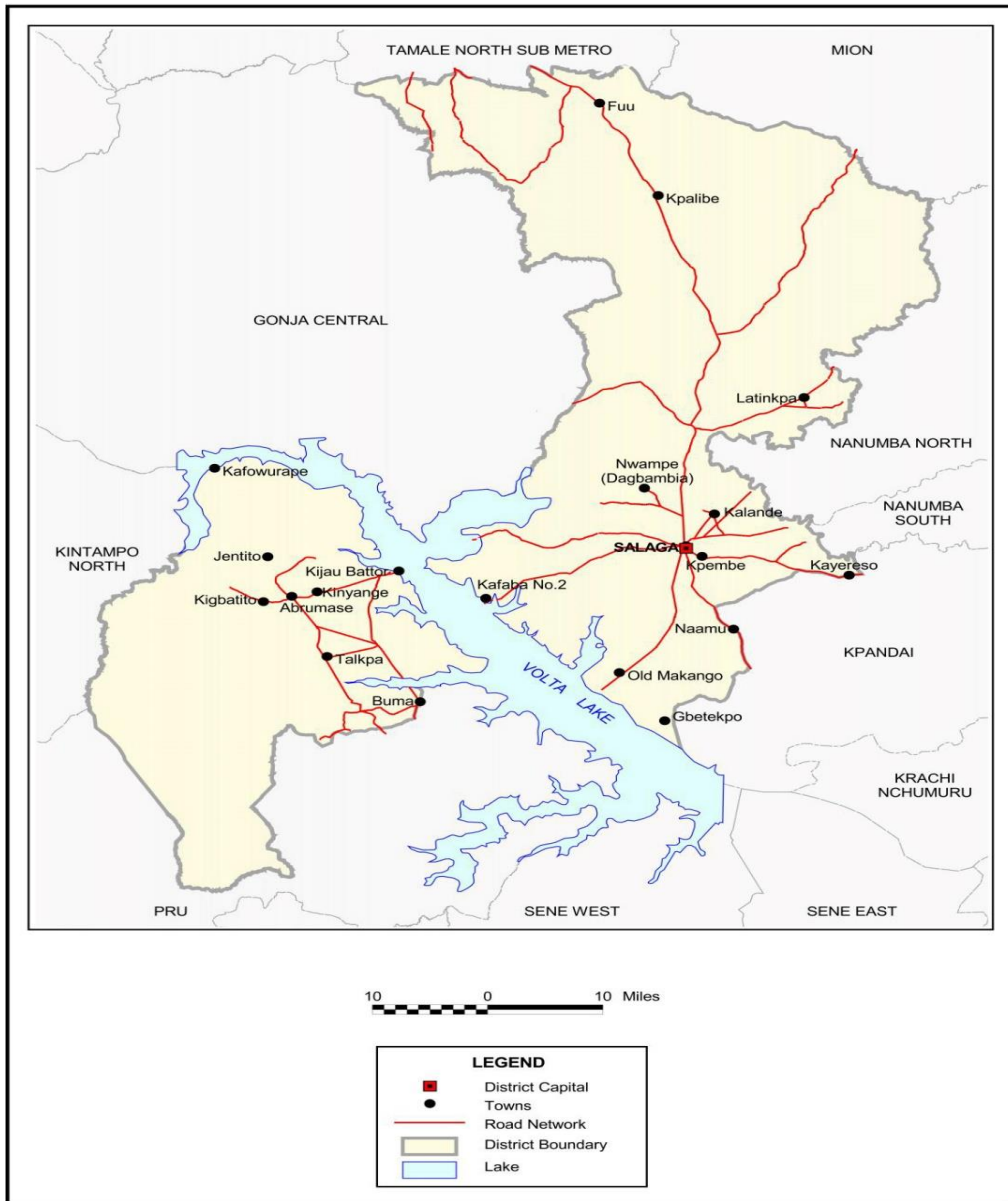 TAMALE NORTH SUB METRO
MION
Fuu
Kpalibe
GONJA CENTRAL
Latinkpa
NANUMBA NORTH
Kafowurape
Nwampe
(Dagbambia)
Kalande
NANUMBA
SOUTH
KINTAMPO
NORTH
Jentito
SALAGA
Kpembe
Kayereso
Kijau Battor
Kinyange
Kafaba No.2
Kigbatito
Abrumase
Naamu
KPANDAI
Talkpa
Old Makango
VOLTA LAKE
Buma
Gbetekpo
KRACHI
NCHUMURU
PRU
SENE WEST
SENE EAST
10 0 10 Miles
LEGEND
District Capital
Towns
Road Network
District Boundary
Lake